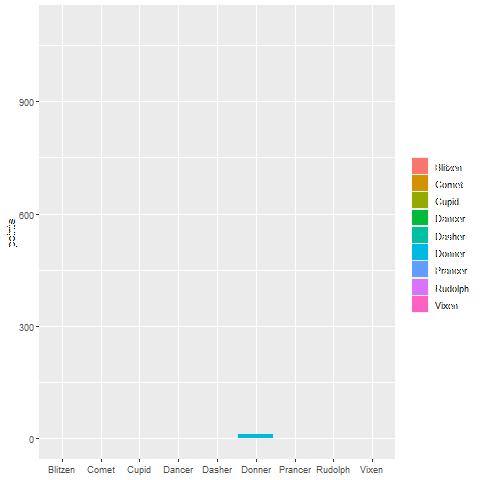 points
900
600
300
0
Blitzen Comet Cupid Dancer Dasher Donner Prancer Rudolph Vixen
Blitzen
Comet
Cupid
Dancer
Dasher
Donner
Prancer
Rudolph
Vixen